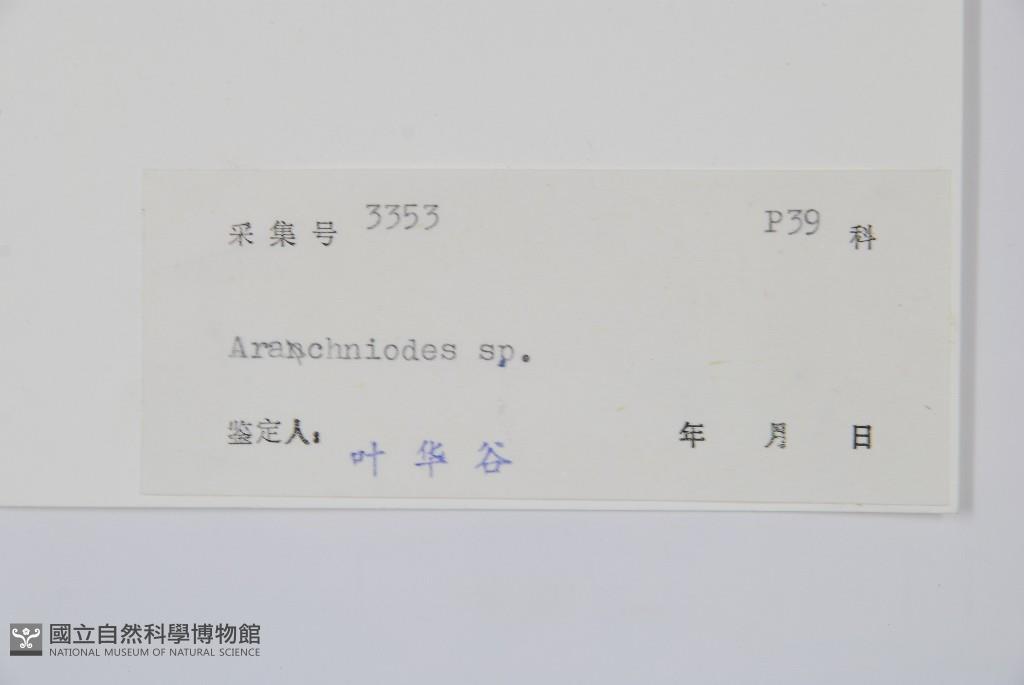 采集号 3353 P39 科
Arachniodes sp.
鉴定人: 叶华谷 年 月 日
國立自然科學博物館
NATIONAL MUSEUM OF NATURAL SCIENCE